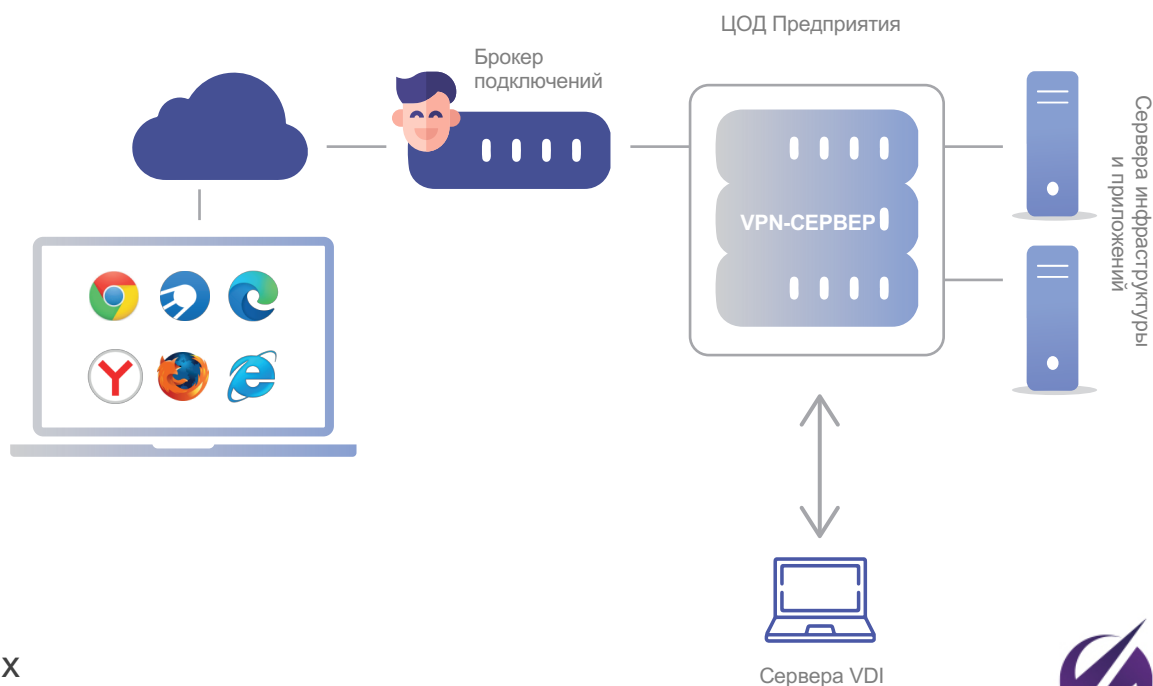 ЦОД Предприятия
Брокер
подключений
VPN-СЕРВЕР
Сервера инфраструктуры
и приложений
Сервера VDI
х